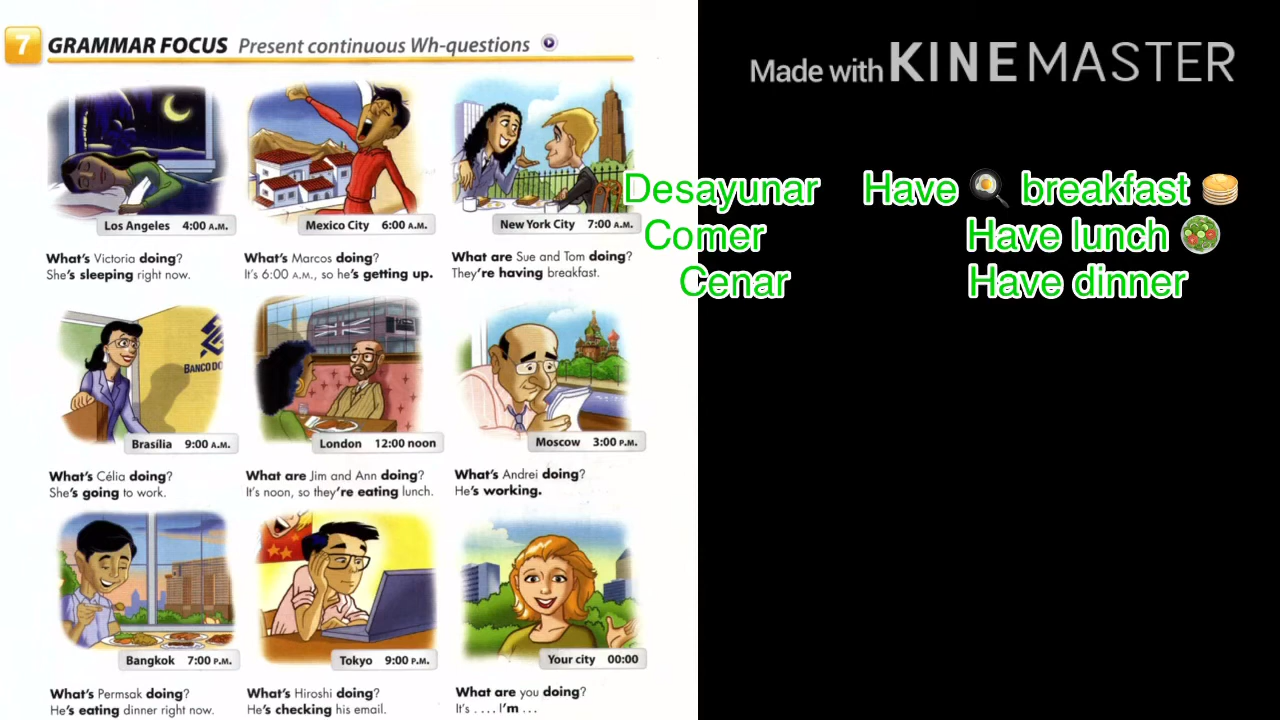 7 GRAMMAR FOCUS Present continuous Wh-questions
Los Angeles 4:00 A.M.
What's Victoria doing?
She's sleeping right now.
Mexico City 6:00 A.M.
What's Marcos doing?
It's 6:00 A.M., so he's getting up.
New York City 7:00 A.M.
What are Sue and Tom doing?
They're having breakfast.
BANCO DO
Brasília 9:00 A.M.
What's Célia doing?
She's going to work.
London 12:00 noon
What are Jim and Ann doing?
It's noon, so they're eating lunch.
Moscow 3:00 P.M.
What's Andrei doing?
He's working.
Bangkok 7:00 P.M.
What's Permsak doing?
He's eating dinner right now.
Tokyo 9:00 P.M.
What's Hiroshi doing?
He's checking his email.
Your city 00:00
What are you doing?
It's .... I'm ...
Made with KINEMASTER
Desayunar Have 🍳 breakfast 🥞
Comer Have lunch 🥗
Cenar Have dinner